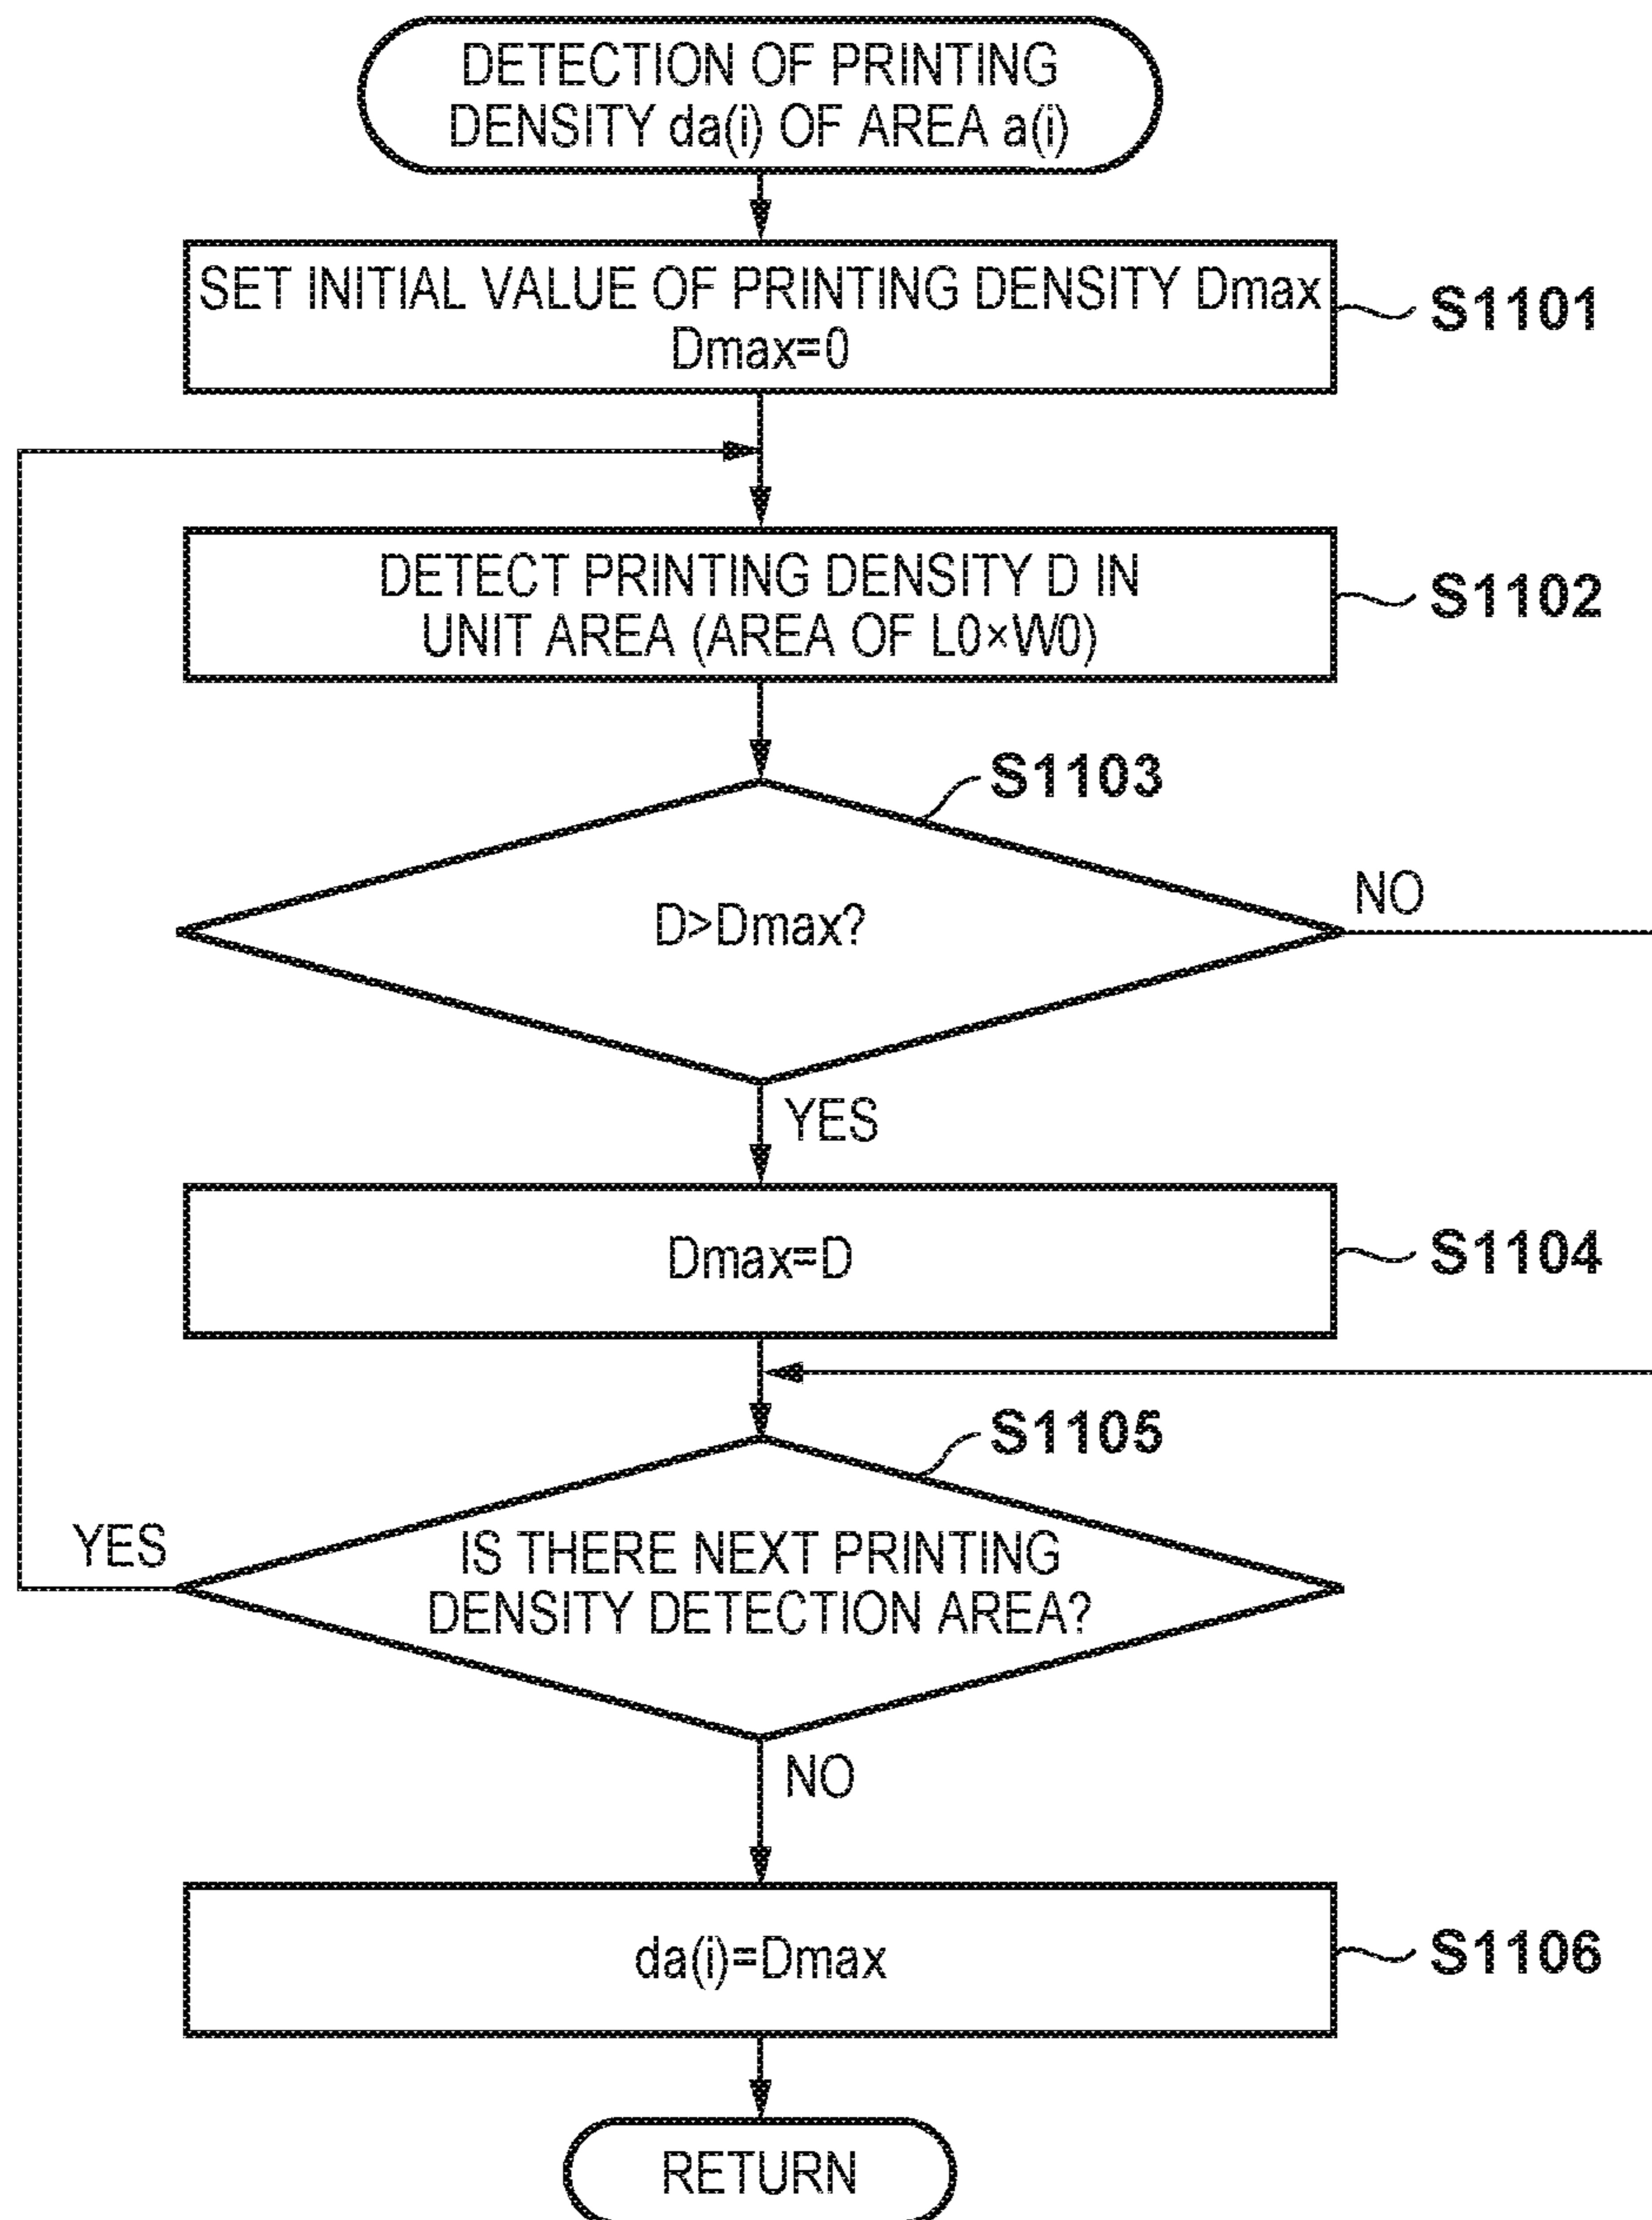 DETECTION OF PRINTING
DENSITY da(i) OF AREA a(i)
SET INITIAL VALUE OF PRINTING DENSITY Dmax
Dmax=0
S1101
DETECT PRINTING DENSITY D IN
UNIT AREA (AREA OF L0×W0)
S1102
S1103
D>Dmax?
NO
YES
Dmax=D
S1104
S1105
IS THERE NEXT PRINTING
DENSITY DETECTION AREA?
YES
NO
da(i)=Dmax
S1106
RETURN